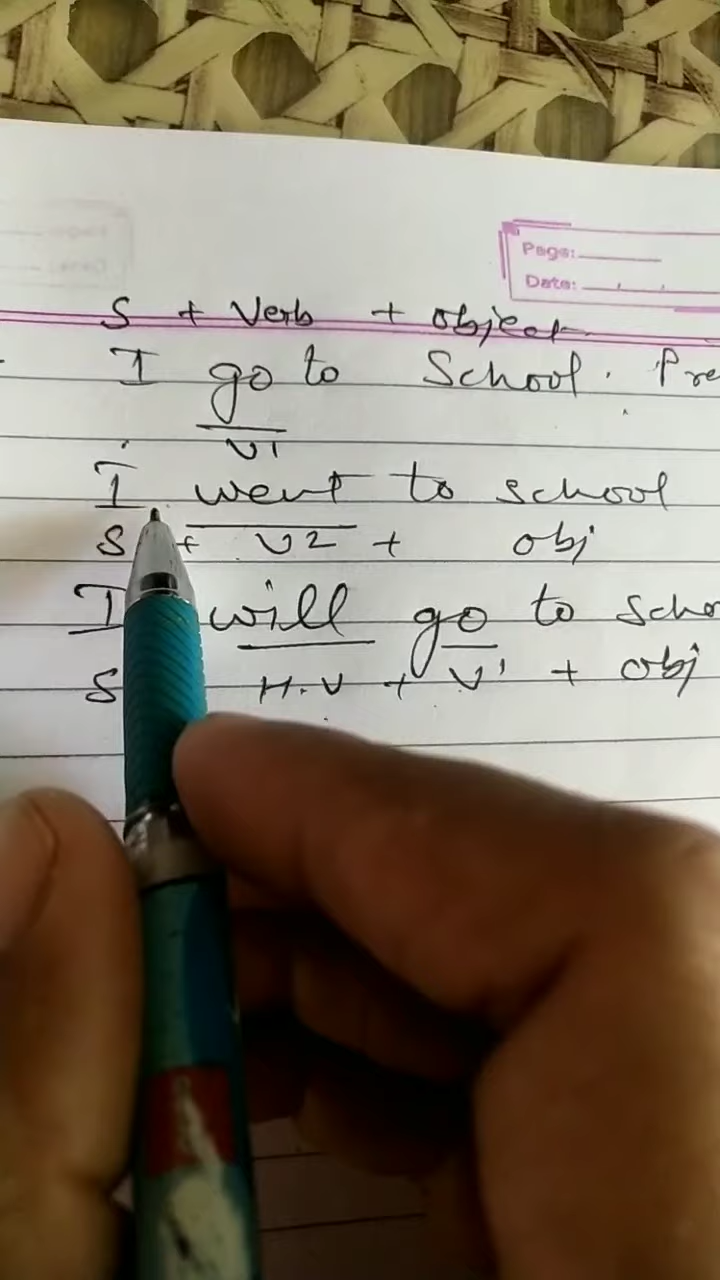 Page:
Date:
S + Verb + object
I go to School. Pre
V1
I went to school
S + V2 + obj
I will go to Scho
S H.V + V1 + obj